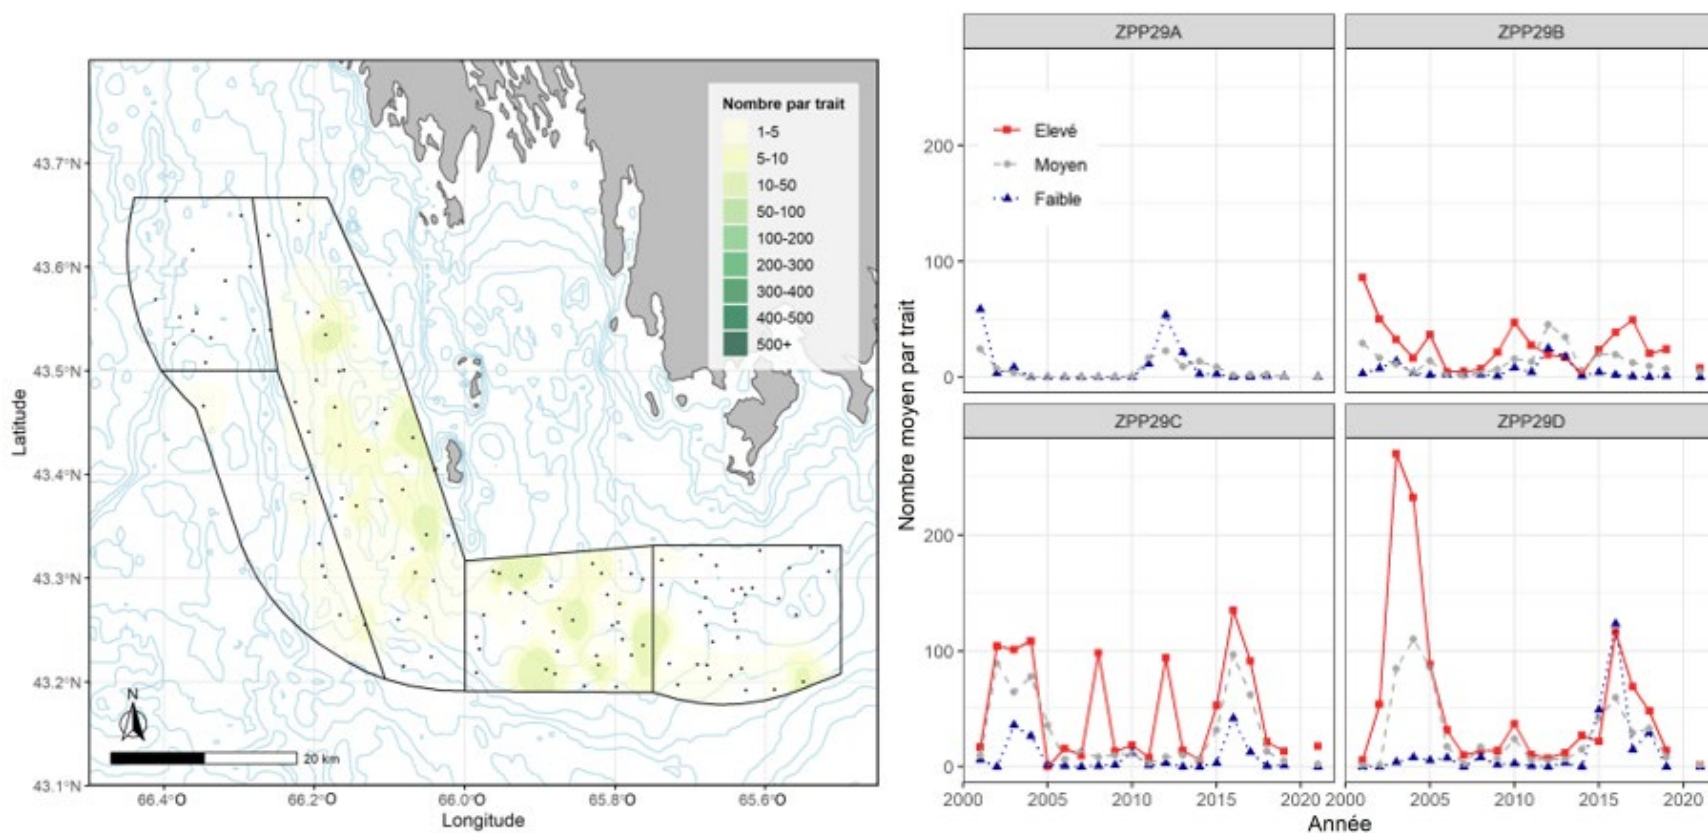 Nombre par trait
1-5
5-10
10-50
50-100
100-200
200-300
300-400
400-500
500+
43.7°N
43.6°N
43.5°N
43.4°N
43.3°N
43.2°N
43.1°N
Latitude
N
20 km
66.4°O 66.2°O 66.0°O 65.8°O 65.6°O
Longitude
ZPP29A ZPP29B
Elevé
Moyen
Faible
200
100
0
ZPP29C ZPP29D
200
100
0
Nombre moyen par trait
2000 2005 2010 2015 2020 2000 2005 2010 2015 2020
Année